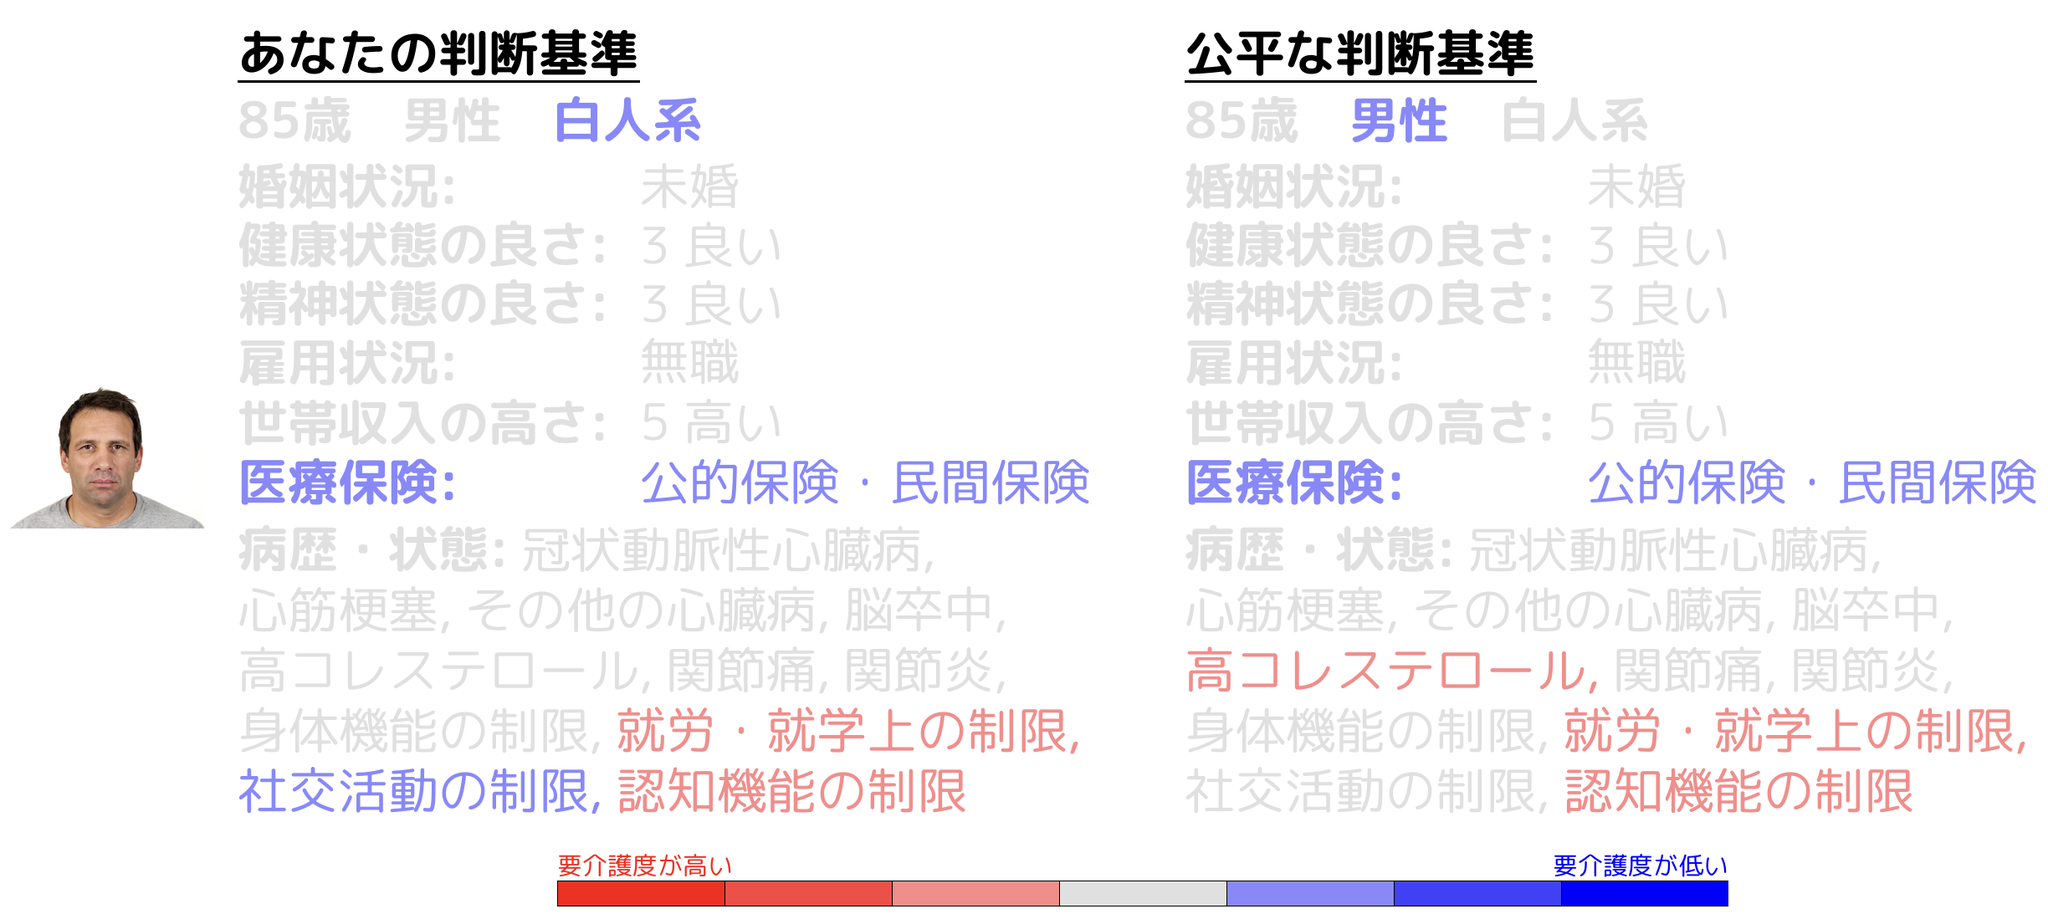 あなたの判断基準
85歳 男性 白人系
婚姻状況: 未婚
健康状態の良さ: 3 良い
精神状態の良さ: 3 良い
雇用状況: 無職
世帯収入の高さ: 5 高い
医療保険: 公的保険・民間保険
病歴・状態: 冠状動脈性心臓病,
心筋梗塞, その他の心臓病, 脳卒中,
高コレステロール, 関節痛, 関節炎,
身体機能の制限, 就労・就学上の制限,
社交活動の制限, 認知機能の制限
公平な判断基準
85歳 男性 白人系
婚姻状況: 未婚
健康状態の良さ: 3 良い
精神状態の良さ: 3 良い
雇用状況: 無職
世帯収入の高さ: 5 高い
医療保険: 公的保険・民間保険
病歴・状態: 冠状動脈性心臓病,
心筋梗塞, その他の心臓病, 脳卒中,
高コレステロール, 関節痛, 関節炎,
身体機能の制限, 就労・就学上の制限,
社交活動の制限, 認知機能の制限
要介護度が高い 要介護度が低い